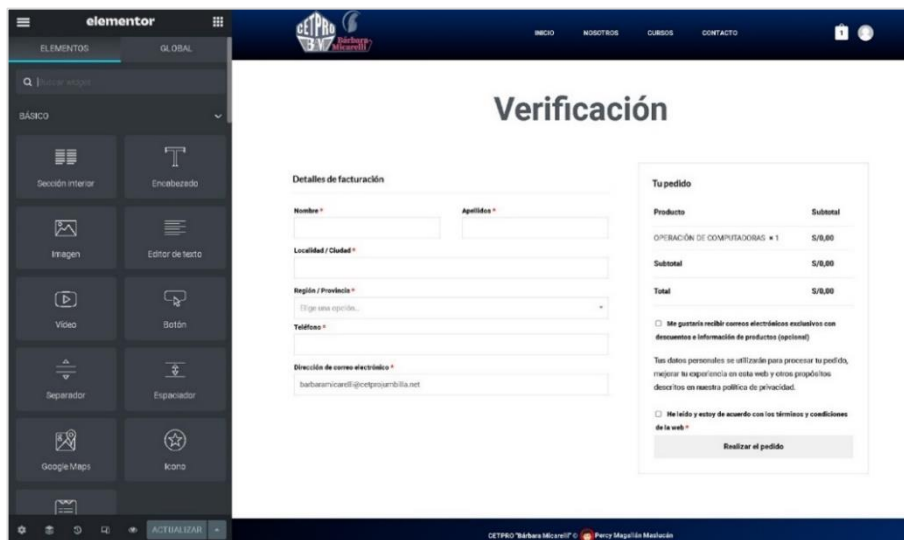 elementor
ELEMENTOS
GLOBAL
Buscar widget...
BÁSICO
Sección interior
Encabezado
Imagen
Editor de texto
Vídeo
Botón
Separador
Espaciador
Google Maps
Icono
ACTUALIZAR
CETPRO
B.V.
Bárbara
Micarelli
INICIO
NOSOTROS
CURSOS
CONTACTO
1
Verificación
Detalles de facturación
Nombre *
Apellidos *
Localidad / Ciudad *
Región / Provincia *
Elige una opción...
Teléfono *
Dirección de correo electrónico *
barbaramicarelli@cetprojumbilla.net
Tu pedido
Producto Subtotal
OPERACIÓN DE COMPUTADORAS × 1 S/0,00
Subtotal S/0,00
Total S/0,00
Me gustaría recibir correos electrónicos exclusivos con
descuentos e información de productos (opcional)
Tus datos personales se utilizarán para procesar tu pedido,
mejorar tu experiencia en esta web y otros propósitos
descritos en nuestra política de privacidad.
He leído y estoy de acuerdo con los términos y condiciones
de la web *
Realizar el pedido
CETPRO "Bárbara Micarelli" © Percy Magallán Maslucán